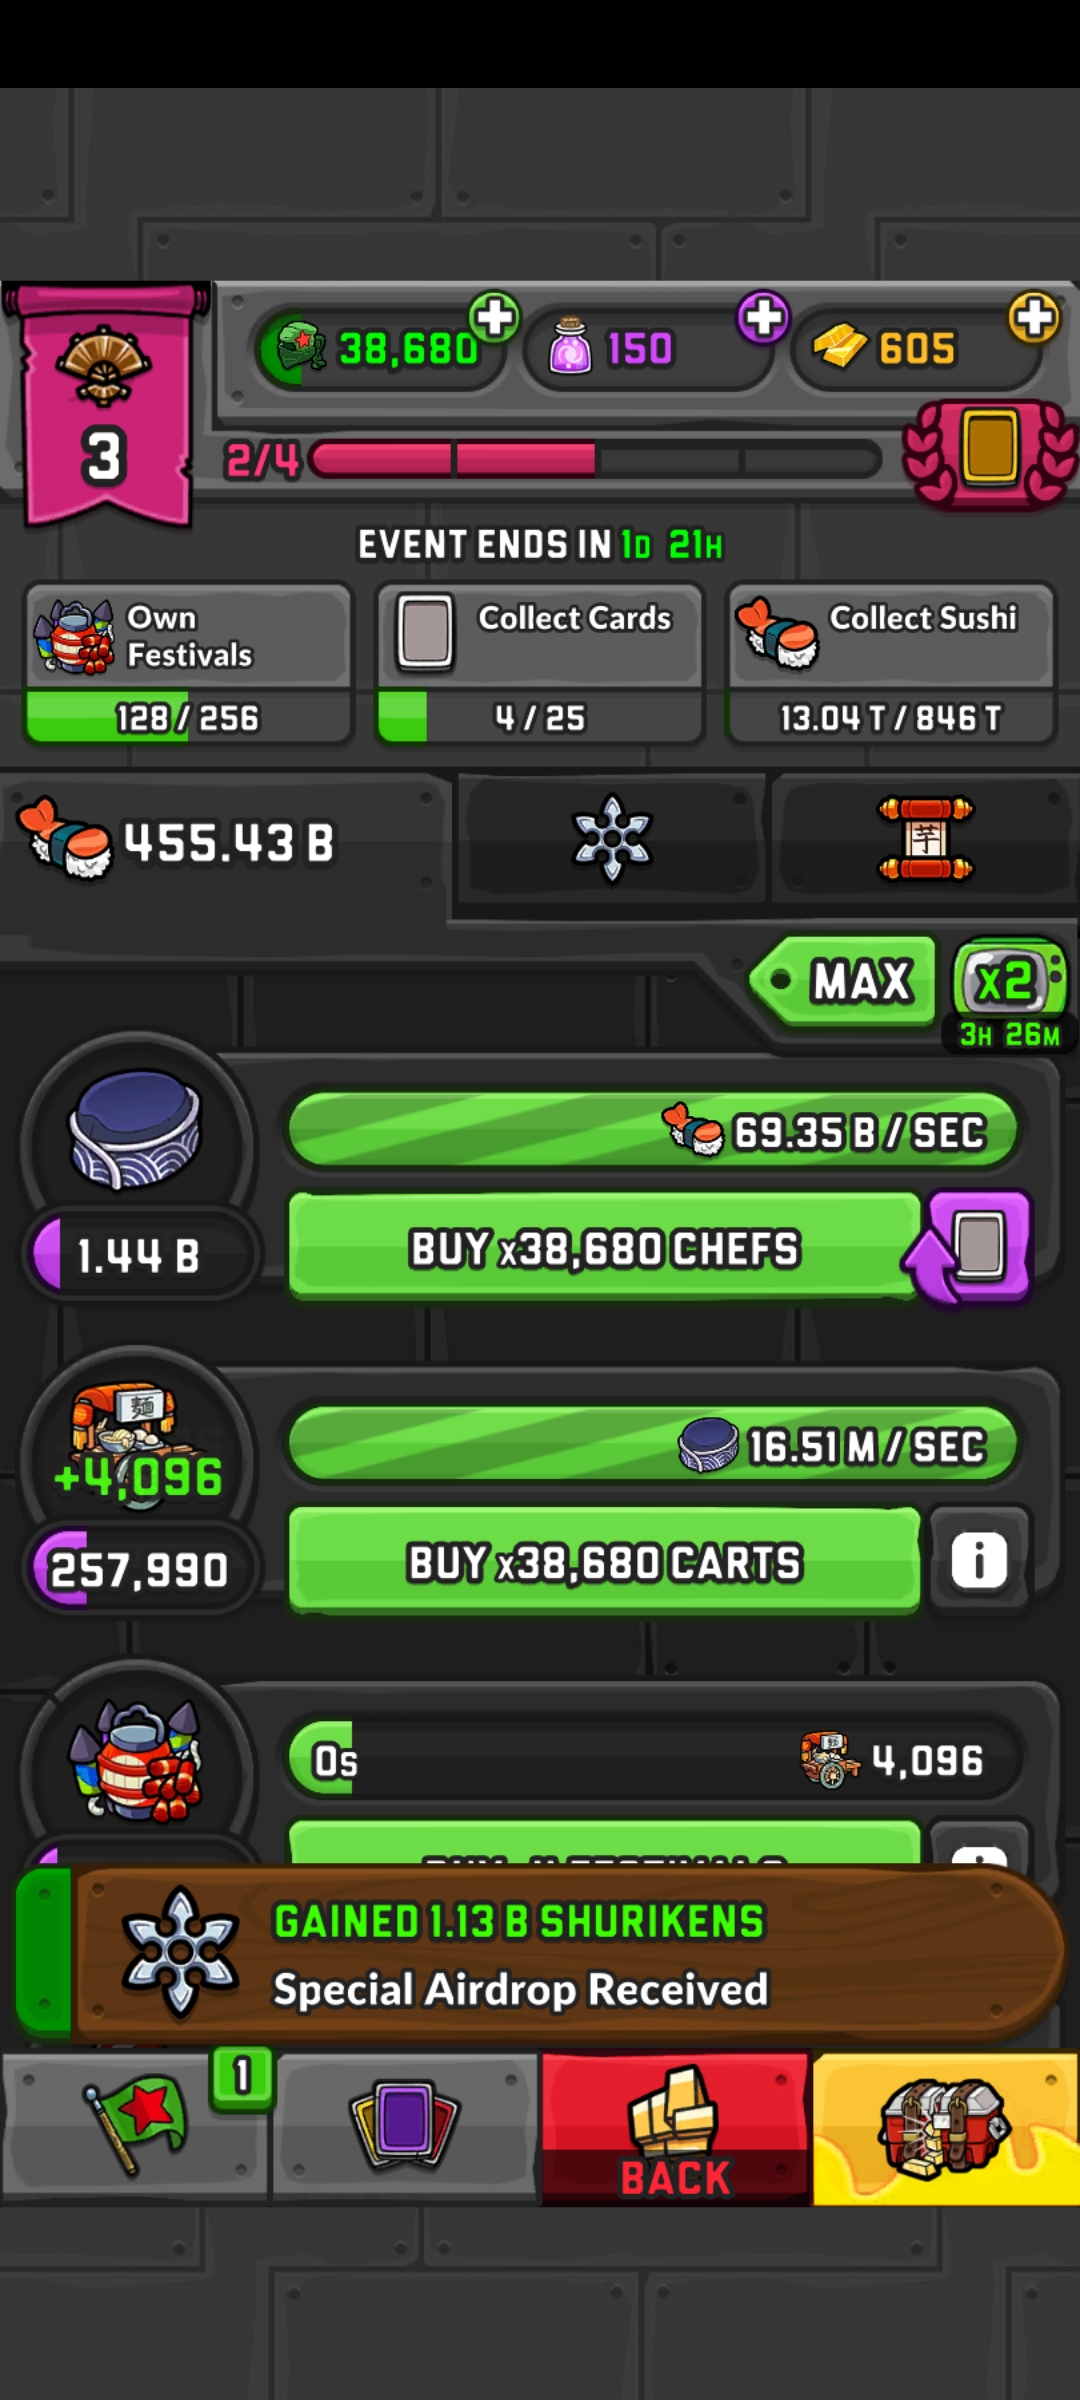 38,680
150
605
3
2/4
EVENT ENDS IN 1D 21H
Own
Festivals
128 / 256
Collect Cards
4 / 25
Collect Sushi
13.04 T / 846 T
455.43 B
芋
MAX
x2
3H 26M
69.35 B / SEC
1.44 B
BUY x38,680 CHEFS
麺
+4,096
16.51 M / SEC
257,990
BUY x38,680 CARTS
i
0s
4,096
GAINED 1.13 B SHURIKENS
Special Airdrop Received
1
BACK